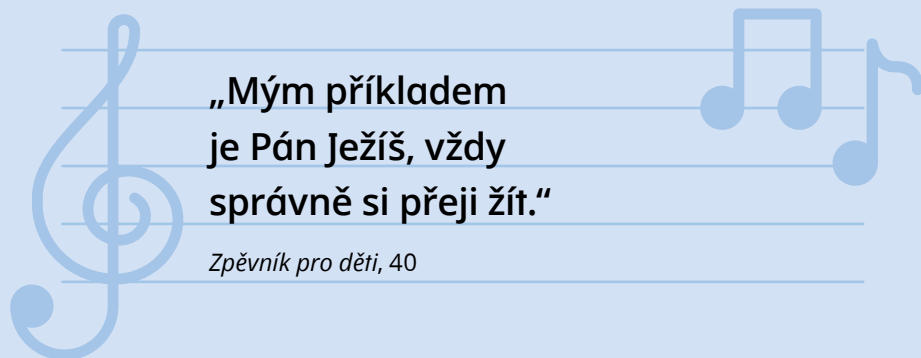 „Mým příkladem
je Pán Ježíš, vždy
správně si přeji žít.“
Zpěvník pro děti, 40